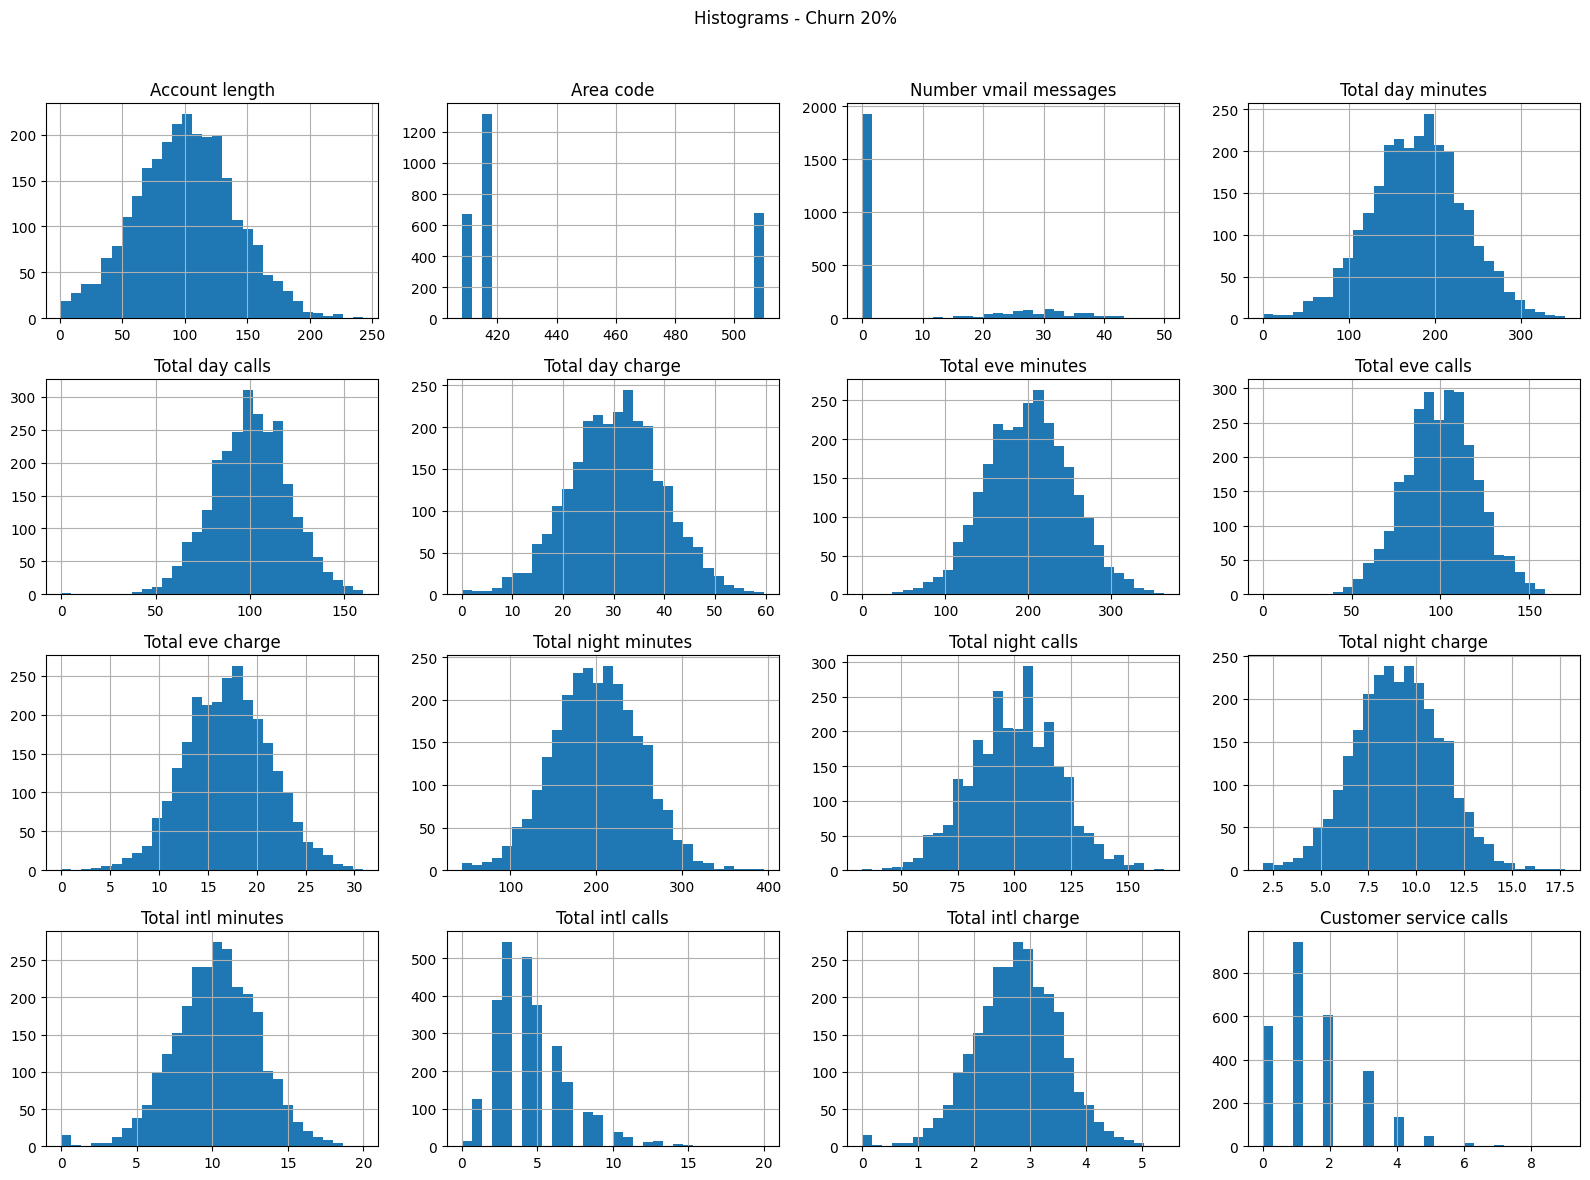 Histograms - Churn 20%
Account length
Area code
Number vmail messages
Total day minutes
200
150
100
50
0
0 50 100 150 200 250
1200
1000
800
600
400
200
0
420 440 460 480 500
2000
1500
1000
500
0
0 10 20 30 40 50
250
200
150
100
50
0
0 100 200 300
Total day calls
Total day charge
Total eve minutes
Total eve calls
300
250
200
150
100
50
0
0 50 100 150
250
200
150
100
50
0
0 10 20 30 40 50 60
250
200
150
100
50
0
0 100 200 300
300
250
200
150
100
50
0
0 50 100 150
Total eve charge
Total night minutes
Total night calls
Total night charge
250
200
150
100
50
0
0 5 10 15 20 25 30
250
200
150
100
50
0
100 200 300 400
300
250
200
150
100
50
0
50 75 100 125 150
250
200
150
100
50
0
2.5 5.0 7.5 10.0 12.5 15.0 17.5
Total intl minutes
Total intl calls
Total intl charge
Customer service calls
250
200
150
100
50
0
0 5 10 15 20
500
400
300
200
100
0
0 5 10 15 20
250
200
150
100
50
0
0 1 2 3 4 5
800
600
400
200
0
0 2 4 6 8